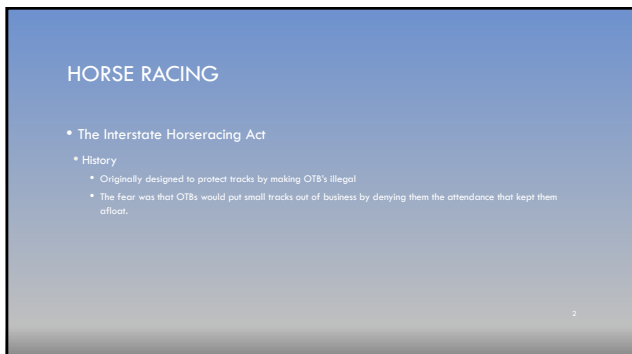 HORSE RACING
• The Interstate Horseracing Act
• History
• Originally designed to protect tracks by making OTB's illegal
• The fear was that OTBs would put small tracks out of business by denying them the attendance that kept them
afloat.
2